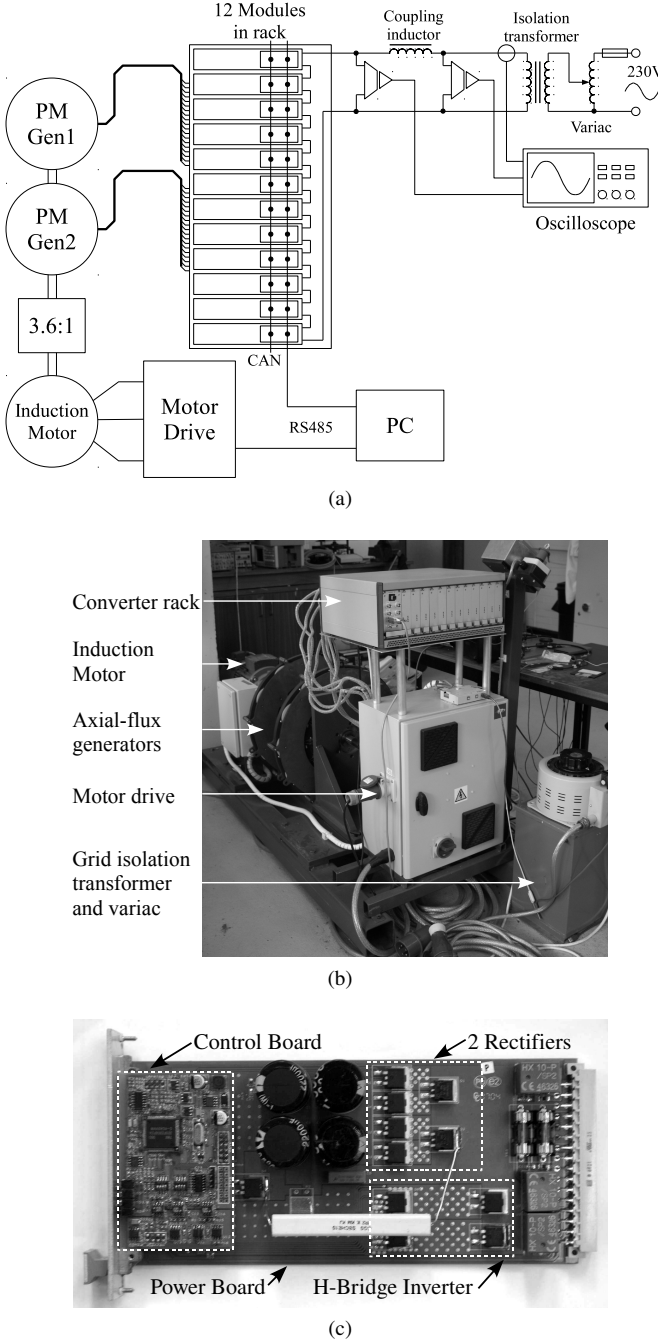 12 Modules
in rack
Coupling
inductor
Isolation
transformer
230V
Variac
PM
Gen1
PM
Gen2
Oscilloscope
3.6:1
CAN
Induction
Motor
Motor
Drive
RS485
PC
(a)
Converter rack
Induction
Motor
Axial-flux
generators
Motor drive
Grid isolation
transformer
and variac
(b)
Control Board
2 Rectifiers
HX 10-P
Power Board
H-Bridge Inverter
(c)